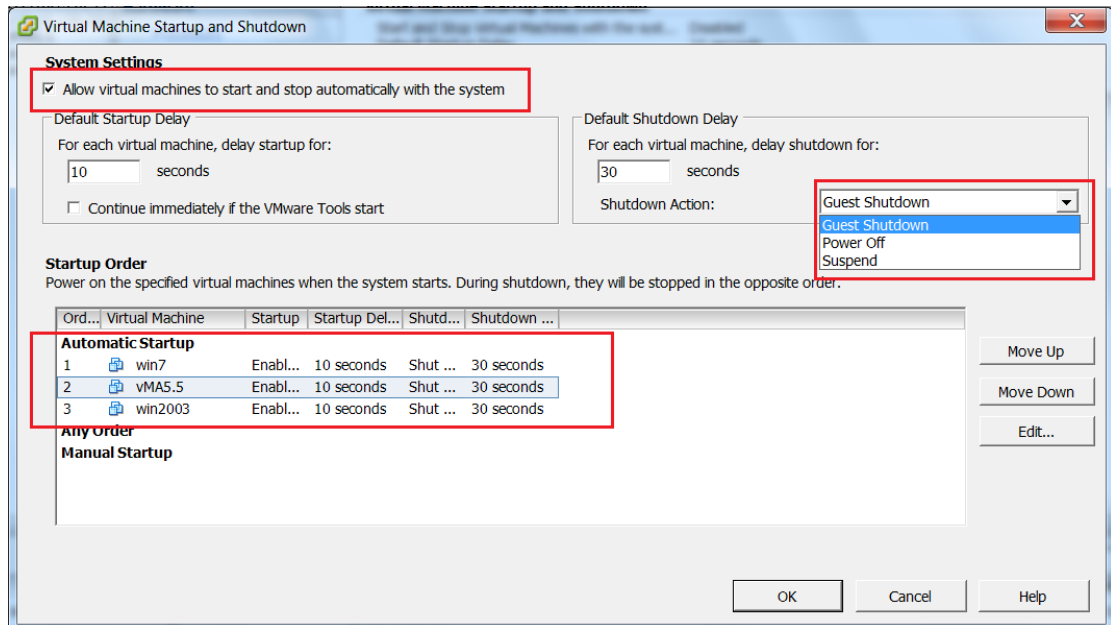 Virtual Machine Startup and Shutdown
System Settings
Allow virtual machines to start and stop automatically with the system
Default Startup Delay
For each virtual machine, delay startup for:
10 seconds
Continue immediately if the VMware Tools start
Default Shutdown Delay
For each virtual machine, delay shutdown for:
30 seconds
Shutdown Action: Guest Shutdown
Guest Shutdown
Power Off
Suspend
Startup Order
Power on the specified virtual machines when the system starts. During shutdown, they will be stopped in the opposite order.
Ord... Virtual Machine Startup Startup Del... Shutd... Shutdown ...
Automatic Startup
1 win7 Enabl... 10 seconds Shut ... 30 seconds
2 vMA5.5 Enabl... 10 seconds Shut ... 30 seconds
3 win2003 Enabl... 10 seconds Shut ... 30 seconds
Any Order
Manual Startup
Move Up
Move Down
Edit...
OK Cancel Help